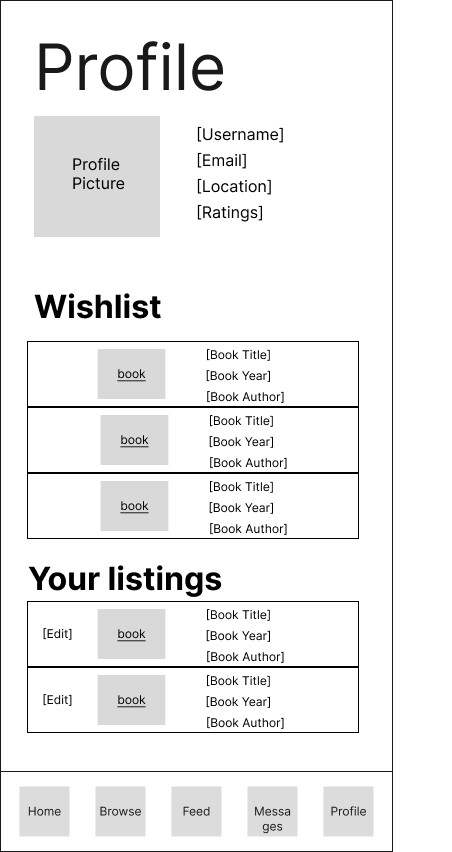 Profile
Profile
Picture
[Username]
[Email]
[Location]
[Ratings]
Wishlist
book
[Book Title]
[Book Year]
[Book Author]
book
[Book Title]
[Book Year]
[Book Author]
book
[Book Title]
[Book Year]
[Book Author]
Your listings
[Edit]
book
[Book Title]
[Book Year]
[Book Author]
[Edit]
book
[Book Title]
[Book Year]
[Book Author]
Home
Browse
Feed
Messa
ges
Profile